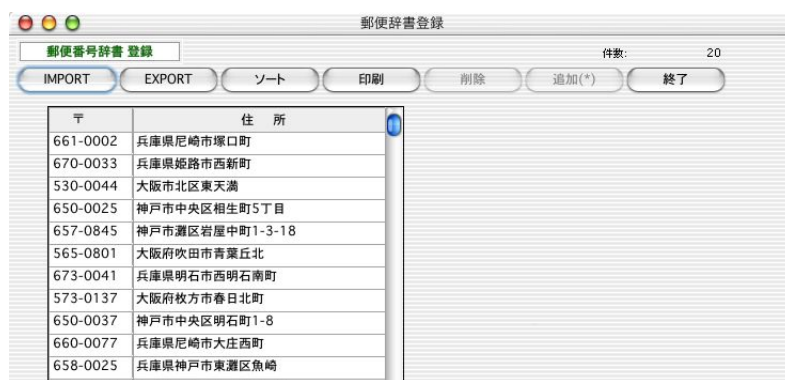 郵便辞書登録
郵便番号辞書 登録 件数: 20
IMPORT EXPORT ソート 印刷 削除 追加(*) 終了
〒 住 所
661-0002 兵庫県尼崎市塚口町
670-0033 兵庫県姫路市西新町
530-0044 大阪市北区東天満
650-0025 神戸市中央区相生町5丁目
657-0845 神戸市灘区岩屋中町1-3-18
565-0801 大阪府吹田市青葉丘北
673-0041 兵庫県明石市西明石南町
573-0137 大阪府枚方市春日北町
650-0037 神戸市中央区明石町1-8
660-0077 兵庫県尼崎市大庄西町
658-0025 兵庫県神戸市東灘区魚崎